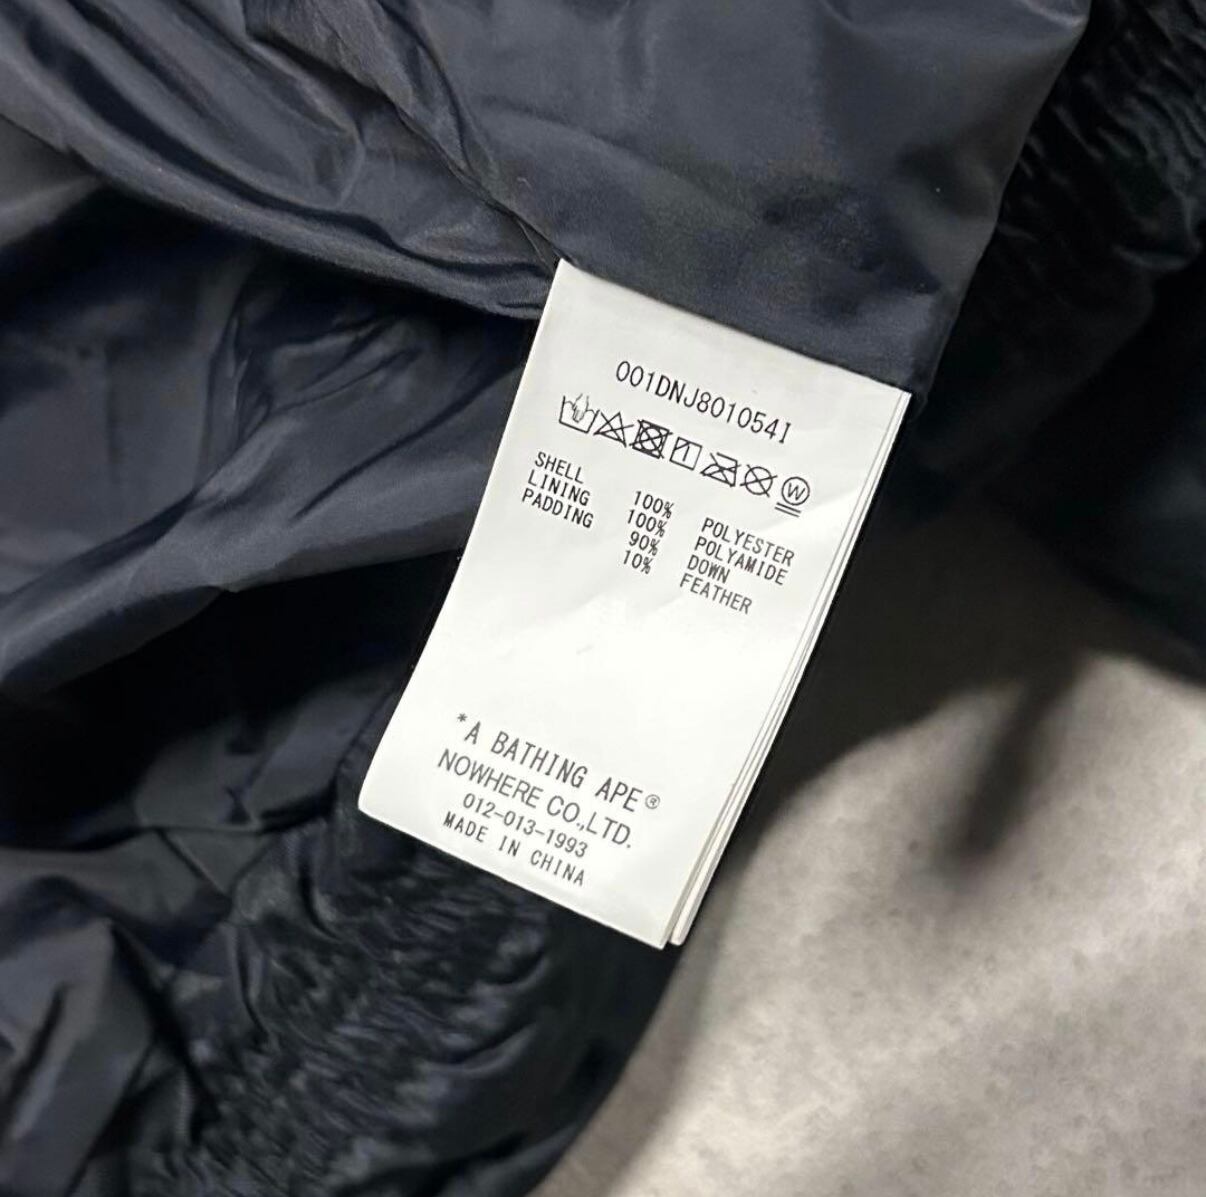 001DNJ801054I
W
SHELL 100% POLYESTER
LINING 100% POLYAMIDE
PADDING 90% DOWN
10% FEATHER
*A BATHING APE®
NOWHERE CO.,LTD.
012-013-1993
MADE IN CHINA